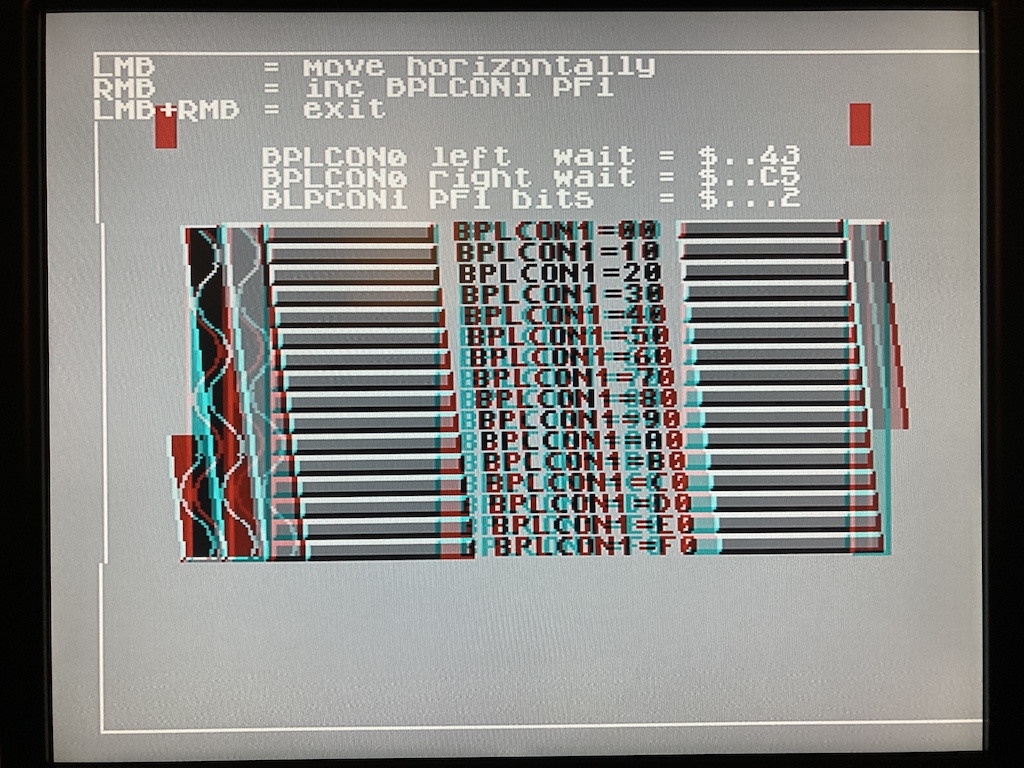 LMB = move horizontally
RMB = inc BPLCON1 PF1
LMB+RMB = exit
BPLCON0 left wait = $..43
BPLCON0 right wait = $..C5
BLPCON1 PF1 bits = $...2
BPLCON1=00
BPLCON1=10
BPLCON1=20
BPLCON1=30
BPLCON1=40
BPLCON1=50
BPLCON1=60
BPLCON1=70
BPLCON1=80
BPLCON1=90
BPLCON1=A0
BPLCON1=B0
BPLCON1=C0
BPLCON1=D0
BPLCON1=E0
BPLCON1=F0